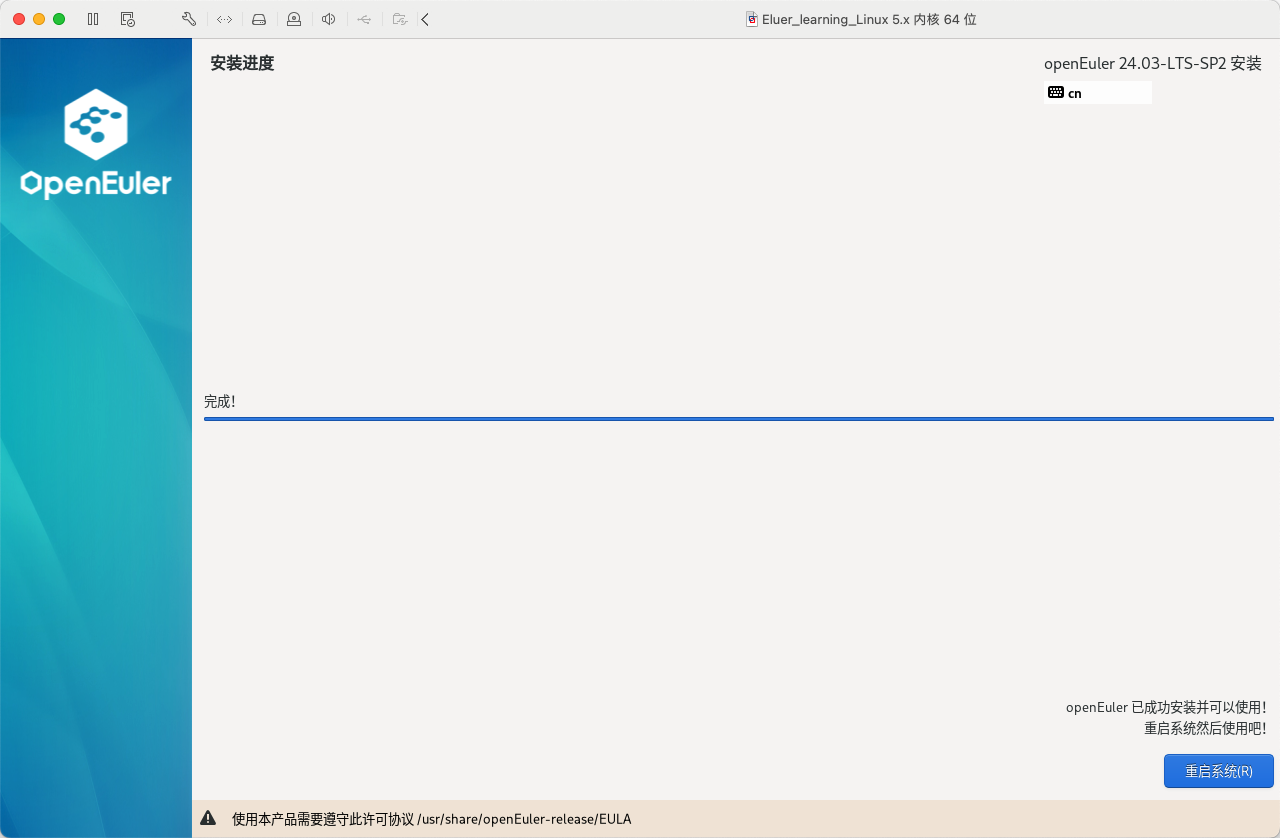 Eluer_learning_Linux 5.x 内核 64 位
openEuler
安装进度
openEuler 24.03-LTS-SP2 安装
cn
完成!
openEuler 已成功安装并可以使用!
重启系统然后使用吧!
重启系统(R)
使用本产品需要遵守此许可协议 /usr/share/openEuler-release/EULA